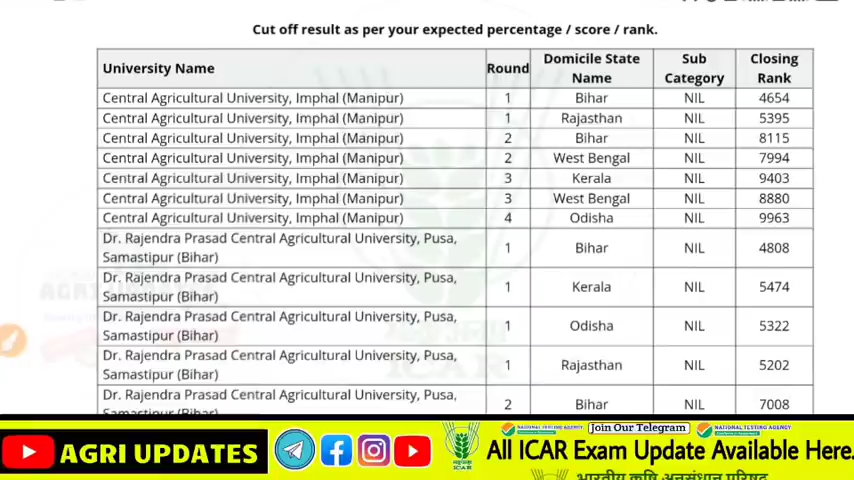 Cut off result as per your expected percentage / score / rank.
University Name Round Domicile State Name Sub Category Closing Rank
Central Agricultural University, Imphal (Manipur) 1 Bihar NIL 4654
Central Agricultural University, Imphal (Manipur) 1 Rajasthan NIL 5395
Central Agricultural University, Imphal (Manipur) 2 Bihar NIL 8115
Central Agricultural University, Imphal (Manipur) 2 West Bengal NIL 7994
Central Agricultural University, Imphal (Manipur) 3 Kerala NIL 9403
Central Agricultural University, Imphal (Manipur) 3 West Bengal NIL 8880
Central Agricultural University, Imphal (Manipur) 4 Odisha NIL 9963
Dr. Rajendra Prasad Central Agricultural University, Pusa,
Samastipur (Bihar) 1 Bihar NIL 4808
Dr. Rajendra Prasad Central Agricultural University, Pusa,
Samastipur (Bihar) 1 Kerala NIL 5474
Dr. Rajendra Prasad Central Agricultural University, Pusa,
Samastipur (Bihar) 1 Odisha NIL 5322
Dr. Rajendra Prasad Central Agricultural University, Pusa,
Samastipur (Bihar) 1 Rajasthan NIL 5202
Dr. Rajendra Prasad Central Agricultural University, Pusa,
Samastipur (Bihar) 2 Bihar NIL 7008
AGRI UPDATES
ICAR
NATIONAL TESTING AGENCY
Join Our Telegram
NATIONAL TESTING AGENCY
All ICAR Exam Update Available Here.
भारतीय कृषि अनुसंधान परिषद